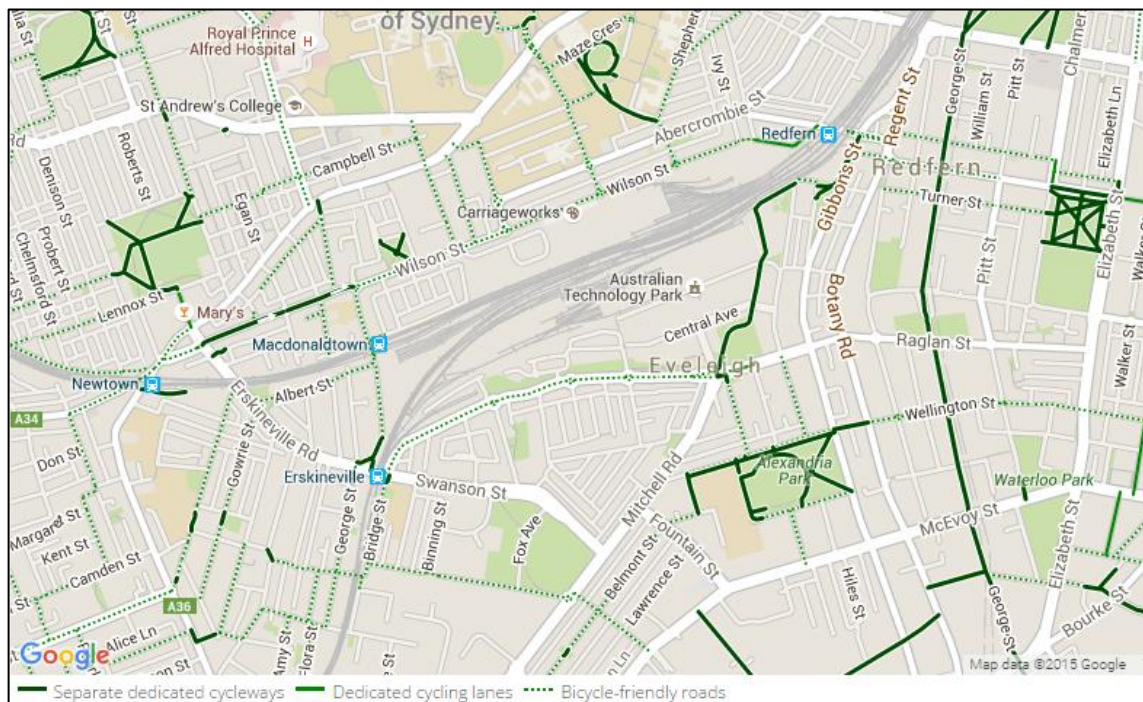 of Sydney
Royal Prince
Alfred Hospital
H
Maze Cres
Ivy St
St Andrew's College
Abercrombie St
Regent St
George St
William St
Pitt St
Elizabeth Ln
Roberts St
Denison St
Campbell St
Redfern
Redfern
Egan St
Wilson St
Gibbons St
Turner St
Carriageworks
Probert St
Wilson St
Elizabeth St
Pitt St
Lennox St
Australian
Technology Park
Botany Rd
Mary's
Central Ave
Macdonaldtown
Raglan St
Walker St
Eveleigh
Newtown
Albert St
A34
Erskineville Rd
Wellington St
Don St
Gowrie St
Alexandria
Park
Erskineville
Swanson St
Waterloo Park
Mitchell Rd
Margaret St
George St
Bridge St
Binning St
McEvoy St
Kent St
Fox Ave
Fountain St
Elizabeth St
Camden St
Belmont St
Lawrence St
Hiles St
A36
George St
Bourke St
Alice Ln
Amy St
Flora St
Google
Map data ©2015 Google
Separate dedicated cycleways Dedicated cycling lanes Bicycle-friendly roads